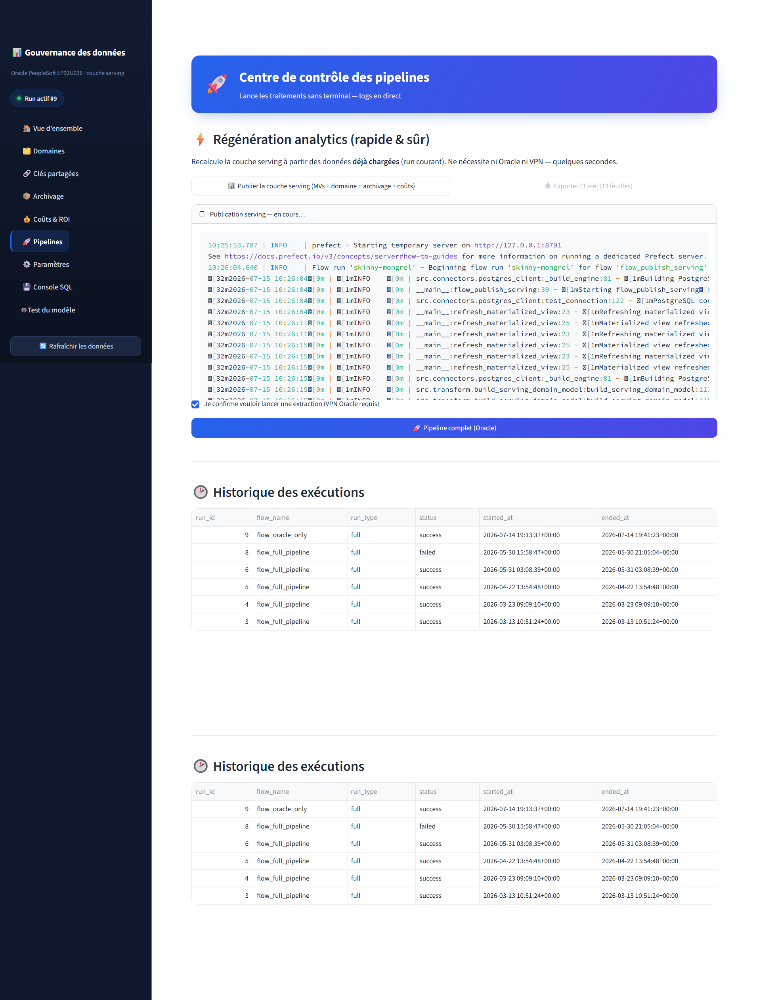 Gouvernance des données
Oracle PeopleSoft EP92U038 · couche serving
Run actif #9
Vue d'ensemble
Domaines
Clés partagées
Archivage
Coûts & ROI
Pipelines
Paramètres
Console SQL
Test du modèle
Rafraîchir les données
Centre de contrôle des pipelines
Lance les traitements sans terminal — logs en direct
Régénération analytics (rapide & sûr)
Recalcule la couche serving à partir des données déjà chargées (run courant). Ne nécessite ni Oracle ni VPN — quelques secondes.
Publier la couche serving (MVs + domaine + archivage + coûts)
Exporter l'Excel (13 feuilles)
Publication serving — en cours…
10:25:53.787 | INFO    | prefect - Starting temporary server on http://127.0.0.1:8791
See https://docs.prefect.io/v3/concepts/server#how-to-guides for more information on running a dedicated Prefect server.
10:26:04.640 | INFO    | Flow run 'skinny-mongrel' - Beginning flow run 'skinny-mongrel' for flow 'flow_publish_serving'
[32m2026-07-15 10:26:04[0m | [1mINFO    [0m | src.connectors.postgres_client:_build_engine:81 - [1mBuilding PostgreS
[32m2026-07-15 10:26:04[0m | [1mINFO    [0m | __main__:flow_publish_serving:39 - [1mStarting flow_publish_serving[
[32m2026-07-15 10:26:04[0m | [1mINFO    [0m | src.connectors.postgres_client:test_connection:122 - [1mPostgreSQL con
[32m2026-07-15 10:26:04[0m | [1mINFO    [0m | __main__:refresh_materialized_view:23 - [1mRefreshing materialized vie
[32m2026-07-15 10:26:11[0m | [1mINFO    [0m | __main__:refresh_materialized_view:25 - [1mMaterialized view refreshed
[32m2026-07-15 10:26:11[0m | [1mINFO    [0m | __main__:refresh_materialized_view:23 - [1mRefreshing materialized vie
[32m2026-07-15 10:26:15[0m | [1mINFO    [0m | __main__:refresh_materialized_view:25 - [1mMaterialized view refreshed
[32m2026-07-15 10:26:15[0m | [1mINFO    [0m | __main__:refresh_materialized_view:23 - [1mRefreshing materialized vie
[32m2026-07-15 10:26:15[0m | [1mINFO    [0m | __main__:refresh_materialized_view:25 - [1mMaterialized view refreshed
[32m2026-07-15 10:26:15[0m | [1mINFO    [0m | src.connectors.postgres_client:_build_engine:81 - [1mBuilding PostgreS
[32m2026-07-15 10:26:15[0m | [1mINFO    [0m | src.transform.build_serving_domain_model:build_serving_domain_model:113
Je confirme vouloir lancer une extraction (VPN Oracle requis)
Pipeline complet (Oracle)
Historique des exécutions
run_id flow_name run_type status started_at ended_at
9 flow_oracle_only full success 2026-07-14 19:13:37+00:00 2026-07-14 19:41:23+00:00
8 flow_full_pipeline full failed 2026-05-30 15:58:47+00:00 2026-05-30 21:05:04+00:00
6 flow_full_pipeline full success 2026-05-31 03:08:39+00:00 2026-05-31 03:08:39+00:00
5 flow_full_pipeline full success 2026-04-22 13:54:48+00:00 2026-04-22 13:54:48+00:00
4 flow_full_pipeline full success 2026-03-23 09:09:10+00:00 2026-03-23 09:09:10+00:00
3 flow_full_pipeline full success 2026-03-13 10:51:24+00:00 2026-03-13 10:51:24+00:00
Historique des exécutions
run_id flow_name run_type status started_at ended_at
9 flow_oracle_only full success 2026-07-14 19:13:37+00:00 2026-07-14 19:41:23+00:00
8 flow_full_pipeline full failed 2026-05-30 15:58:47+00:00 2026-05-30 21:05:04+00:00
6 flow_full_pipeline full success 2026-05-31 03:08:39+00:00 2026-05-31 03:08:39+00:00
5 flow_full_pipeline full success 2026-04-22 13:54:48+00:00 2026-04-22 13:54:48+00:00
4 flow_full_pipeline full success 2026-03-23 09:09:10+00:00 2026-03-23 09:09:10+00:00
3 flow_full_pipeline full success 2026-03-13 10:51:24+00:00 2026-03-13 10:51:24+00:00